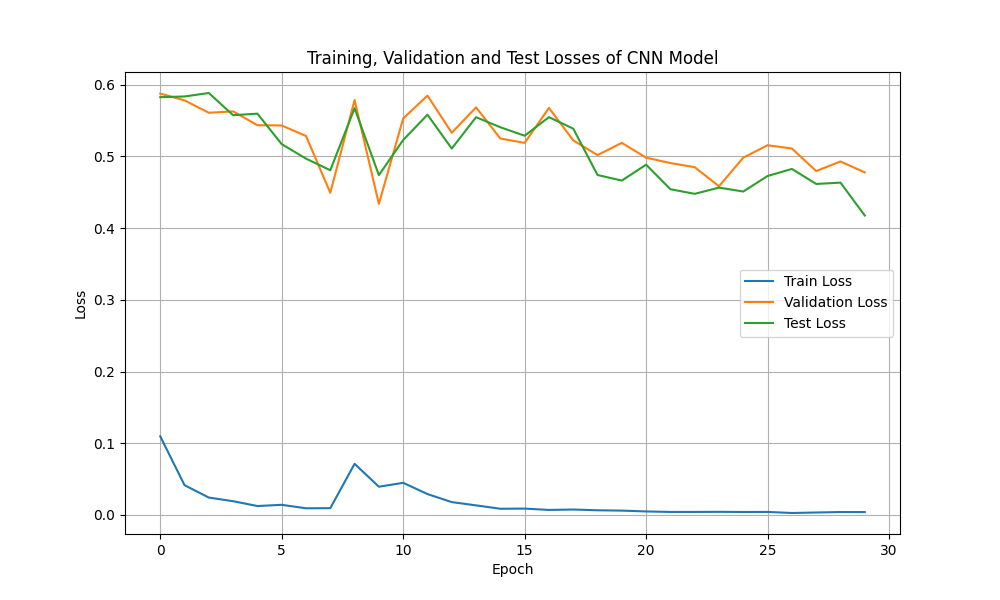 Training, Validation and Test Losses of CNN Model
0.6
0.5
0.4
0.3
0.2
0.1
0.0
Loss
Train Loss
Validation Loss
Test Loss
0 5 10 15 20 25 30
Epoch